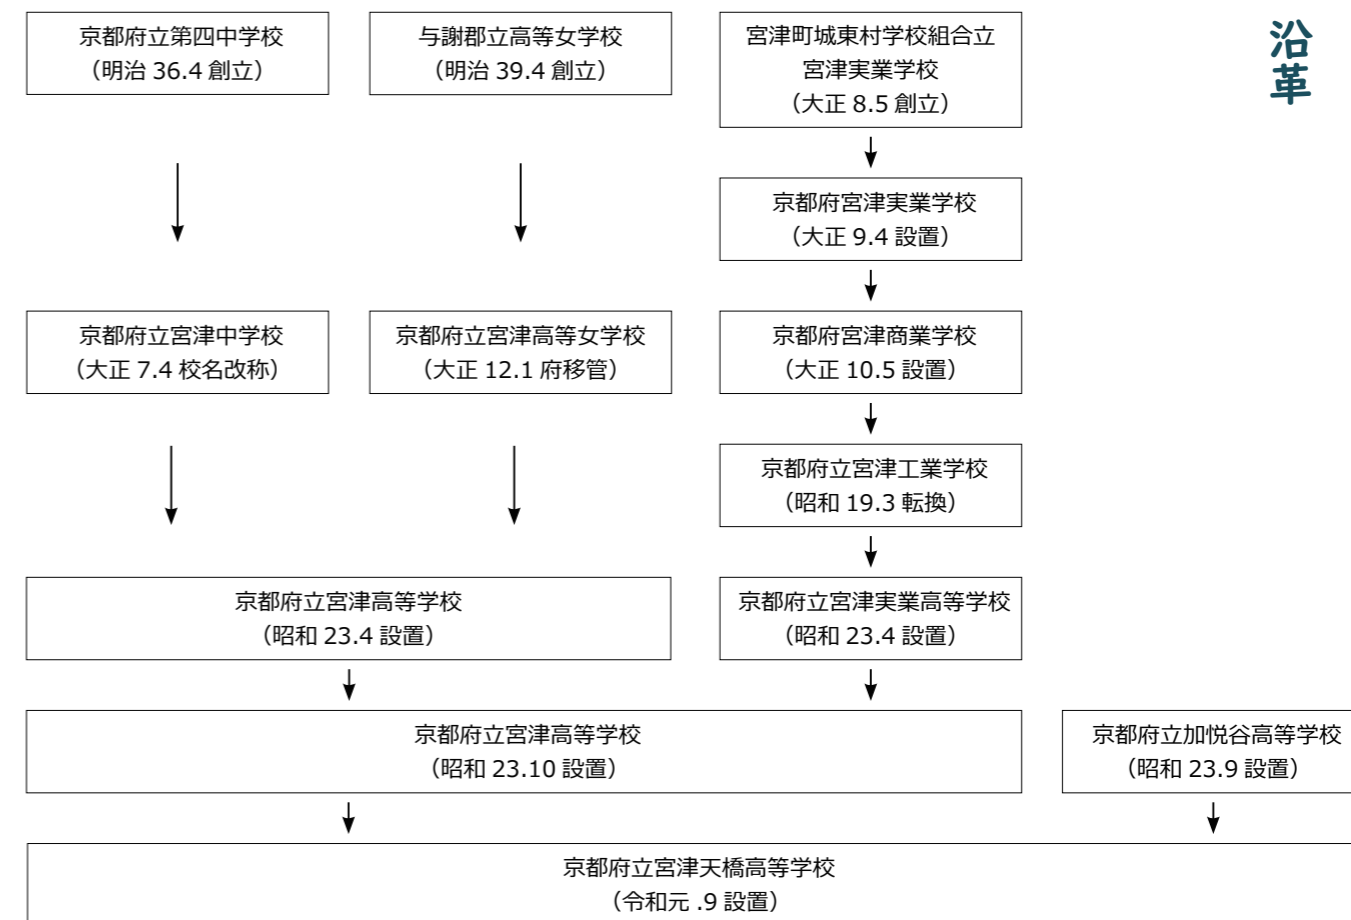 沿革
京都府立第四中学校
（明治 36.4 創立）
与謝郡立高等女学校
（明治 39.4 創立）
宮津町城東村学校組合立
宮津実業学校
（大正 8.5 創立）
京都府宮津実業学校
（大正 9.4 設置）
京都府立宮津中学校
（大正 7.4 校名改称）
京都府立宮津高等女学校
（大正 12.1 府移管）
京都府宮津商業学校
（大正 10.5 設置）
京都府立宮津工業学校
（昭和 19.3 転換）
京都府立宮津高等学校
（昭和 23.4 設置）
京都府立宮津実業高等学校
（昭和 23.4 設置）
京都府立宮津高等学校
（昭和 23.10 設置）
京都府立加悦谷高等学校
（昭和 23.9 設置）
京都府立宮津天橋高等学校
（令和元 .9 設置）